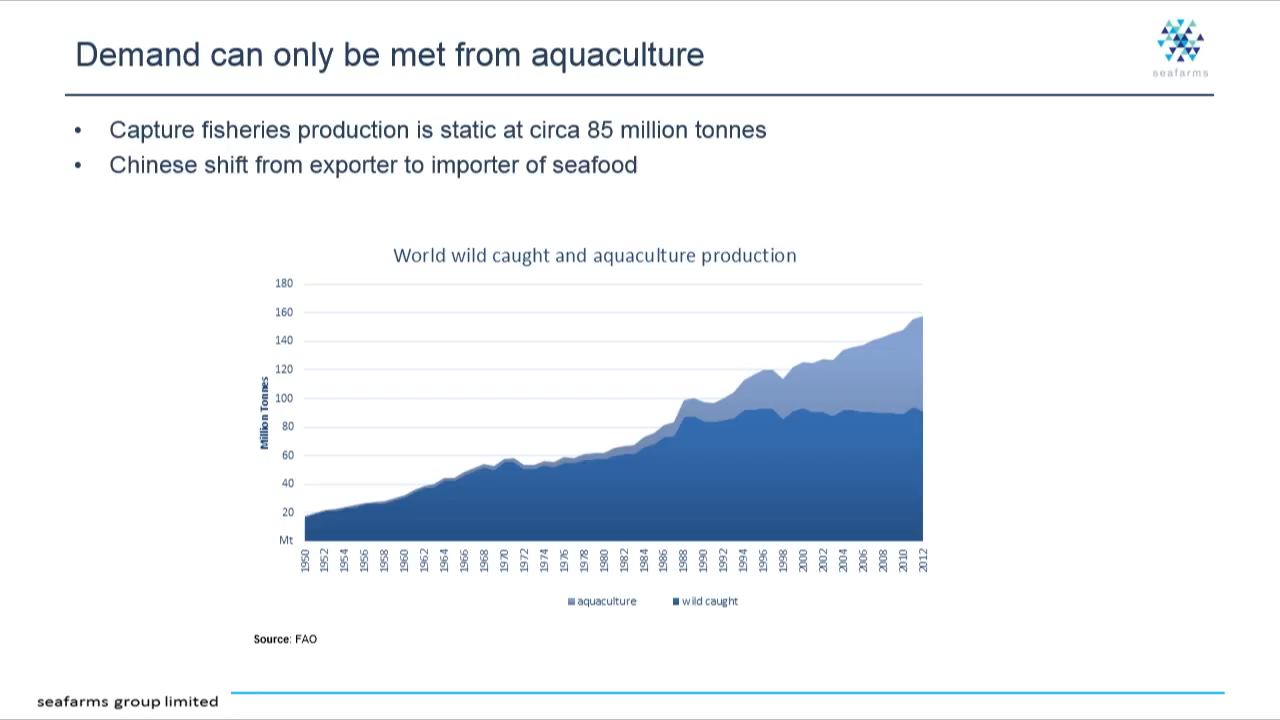 Demand can only be met from aquaculture
seafarms
• Capture fisheries production is static at circa 85 million tonnes
• Chinese shift from exporter to importer of seafood
World wild caught and aquaculture production
180
160
140
120
100
80
60
40
20
Mt
Million Tonnes
1950 1952 1954 1956 1958 1960 1962 1964 1966 1968 1970 1972 1974 1976 1978 1980 1982 1984 1986 1988 1990 1992 1994 1996 1998 2000 2002 2004 2006 2008 2010 2012
aquaculture wild caught
Source: FAO
seafarms group limited